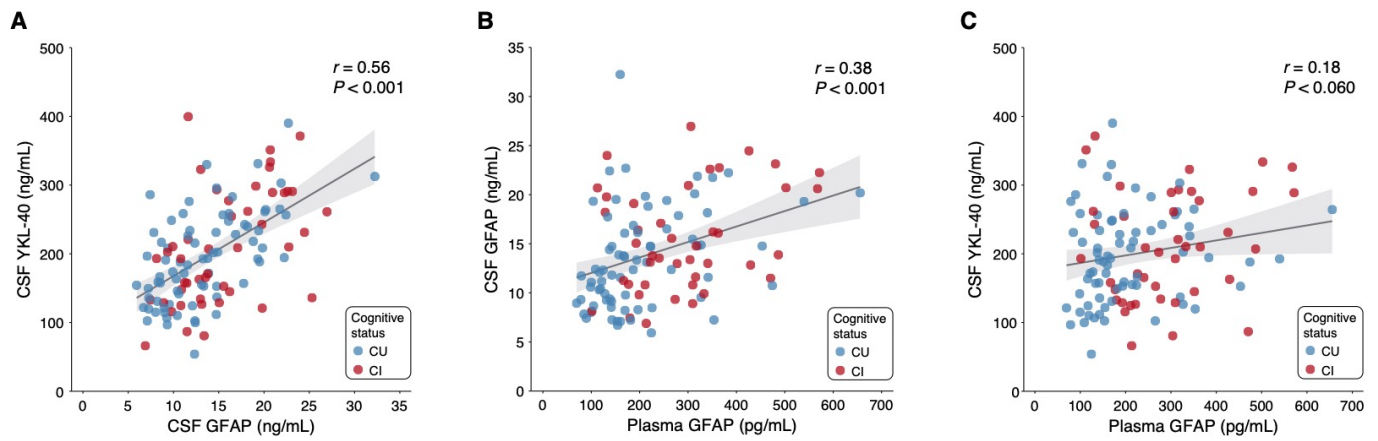 A
CSF YKL-40 (ng/mL)
500
400
300
200
100
0
r = 0.56
P < 0.001
Cognitive
status
CU
CI
0 5 10 15 20 25 30 35
CSF GFAP (ng/mL)
B
CSF GFAP (ng/mL)
35
30
25
20
15
10
5
0
r = 0.38
P < 0.001
Cognitive
status
CU
CI
0 100 200 300 400 500 600 700
Plasma GFAP (pg/mL)
C
CSF YKL-40 (ng/mL)
500
400
300
200
100
0
r = 0.18
P < 0.060
Cognitive
status
CU
CI
0 100 200 300 400 500 600 700
Plasma GFAP (pg/mL)